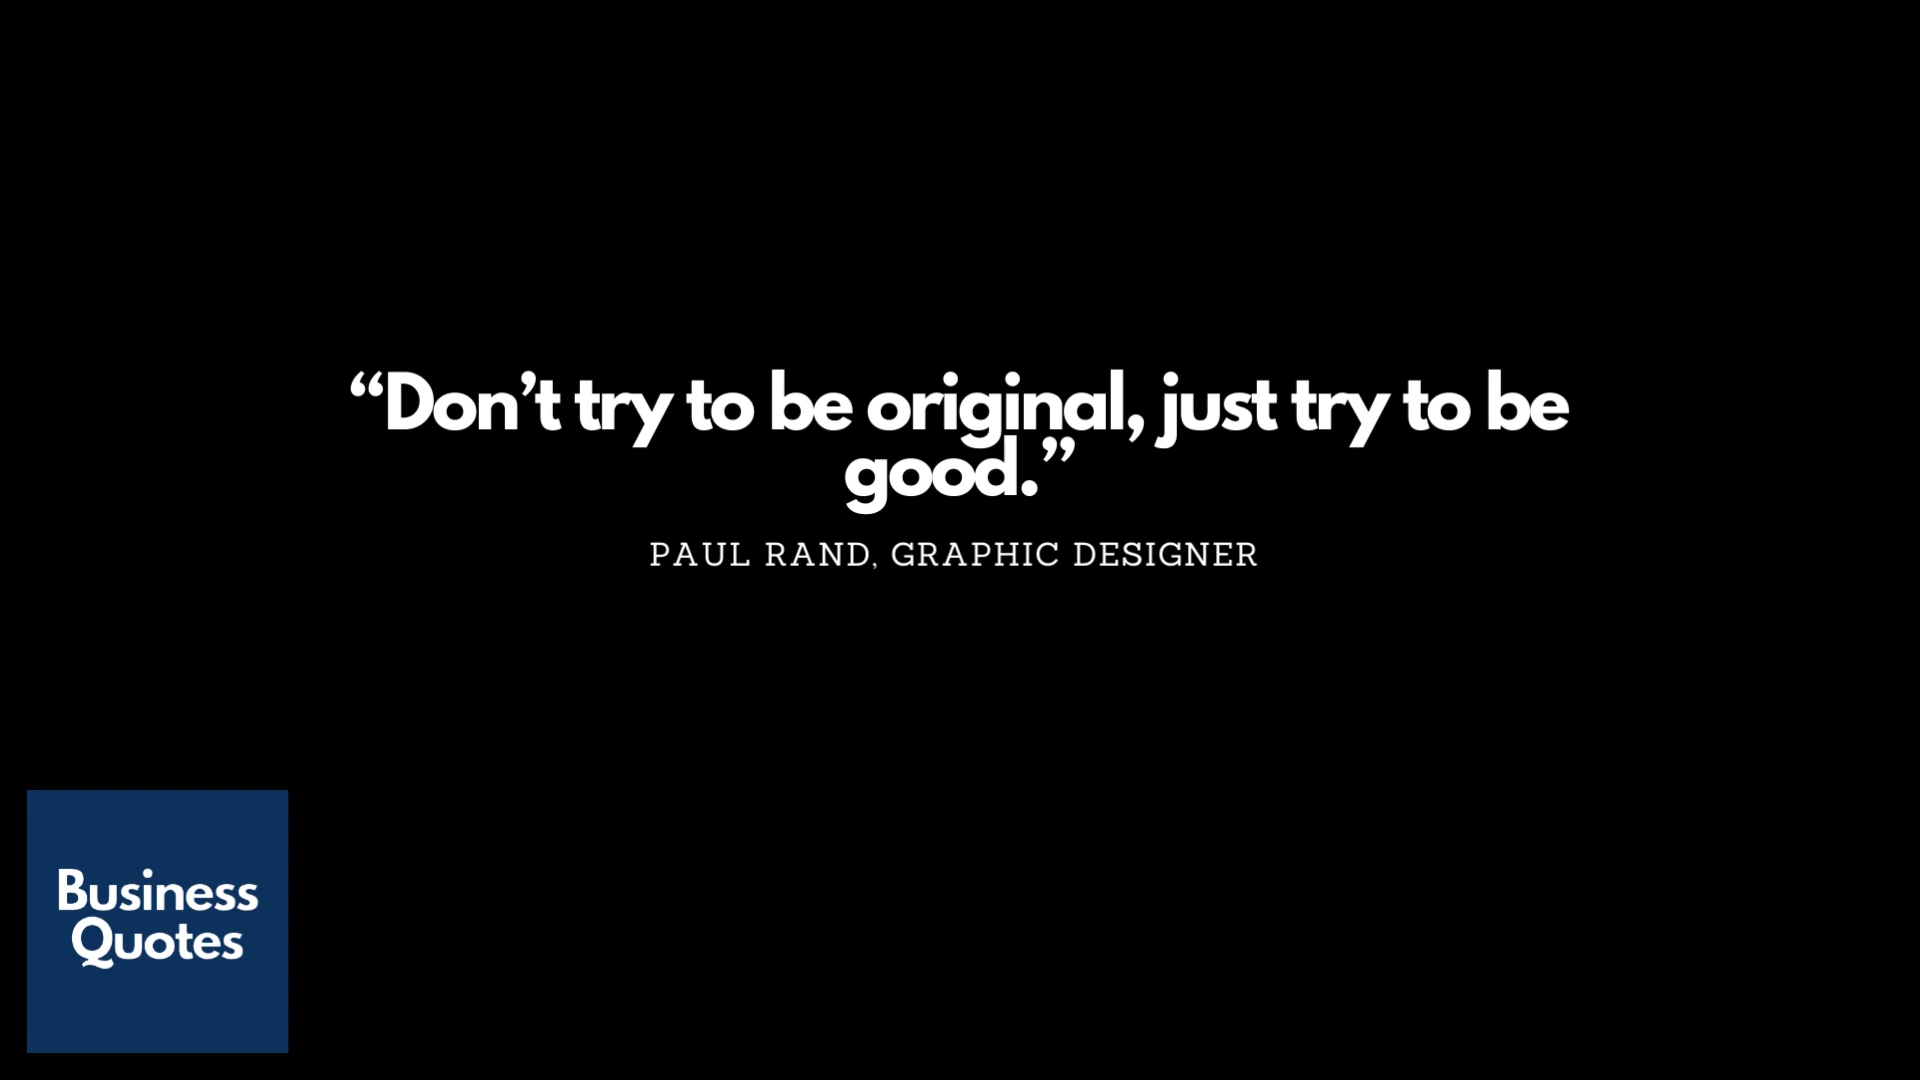 “Don’t try to be original, just try to be
good.”
PAUL RAND, GRAPHIC DESIGNER
Business
Quotes